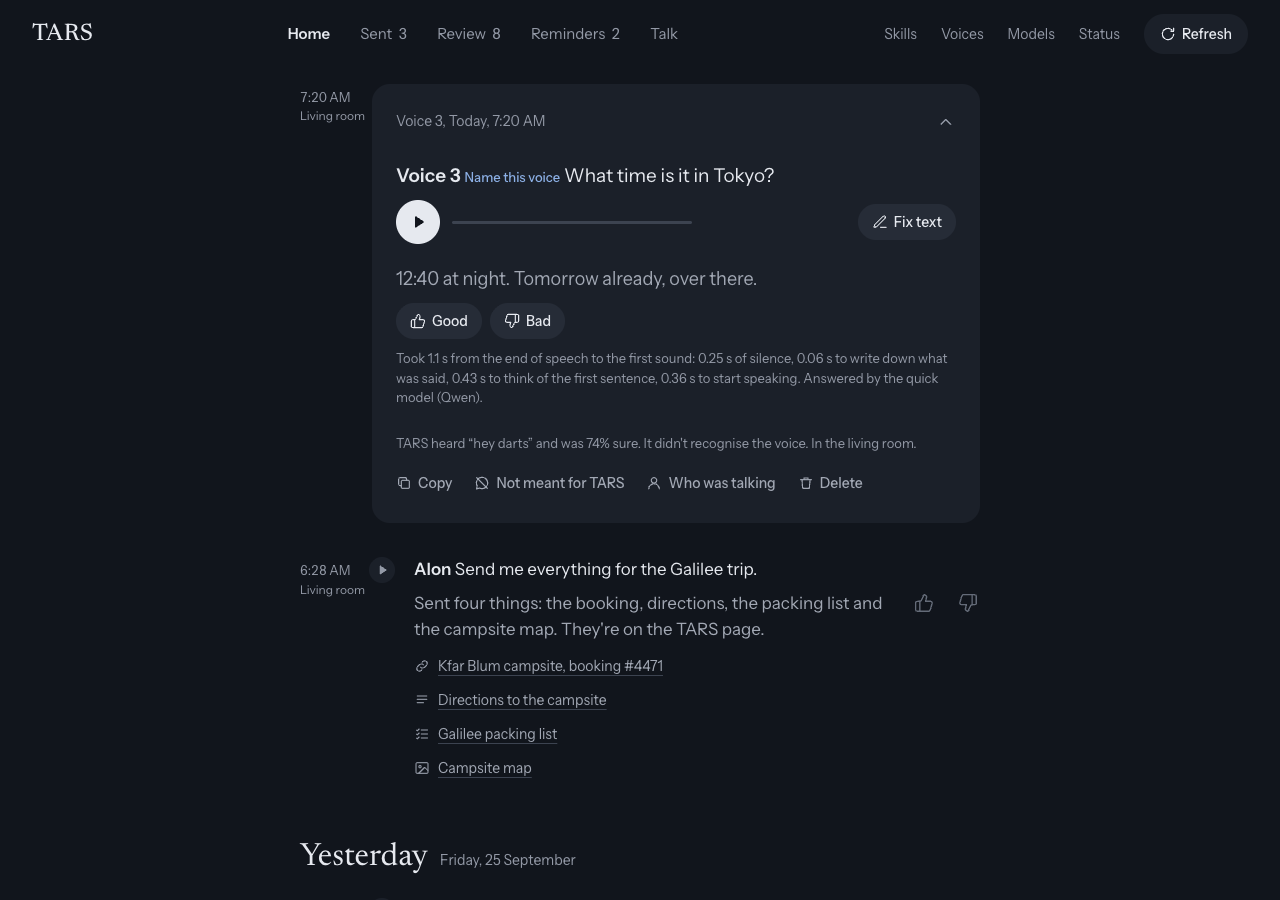 TARS
Home
Sent 3
Review 8
Reminders 2
Talk
Skills
Voices
Models
Status
Refresh
7:20 AM
Living room
Voice 3, Today, 7:20 AM
Voice 3 Name this voice What time is it in Tokyo?
Fix text
12:40 at night. Tomorrow already, over there.
Good
Bad
Took 1.1 s from the end of speech to the first sound: 0.25 s of silence, 0.06 s to write down what
was said, 0.43 s to think of the first sentence, 0.36 s to start speaking. Answered by the quick
model (Qwen).
TARS heard “hey darts” and was 74% sure. It didn't recognise the voice. In the living room.
Copy
Not meant for TARS
Who was talking
Delete
6:28 AM
Living room
Alon Send me everything for the Galilee trip.
Sent four things: the booking, directions, the packing list and
the campsite map. They're on the TARS page.
Kfar Blum campsite, booking #4471
Directions to the campsite
Galilee packing list
Campsite map
Yesterday Friday, 25 September